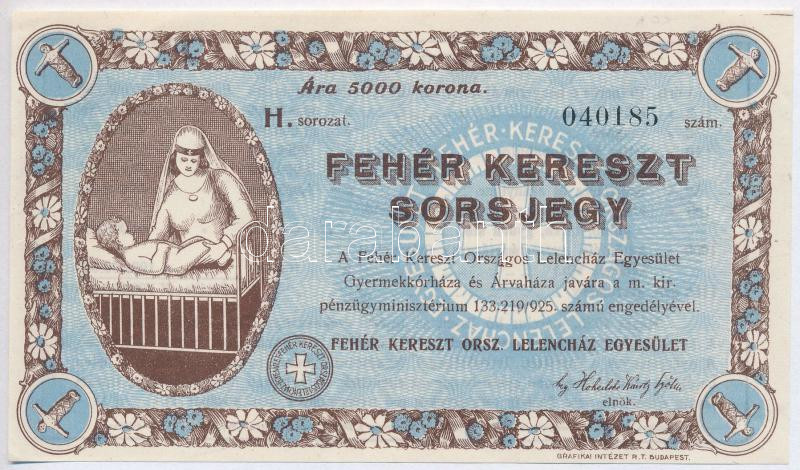 Ára 5000 korona.
H. sorozat. 040185 szám.
FEHÉR KERESZT
SORSJEGY
A Fehér Kereszt Országos Lelencház Egyesület
Gyermekkórháza és Árvaháza javára a m. kir.
pénzügyminisztérium 133.219/925. számú engedélyével.
FEHÉR KERESZT ORSZ. LELENCHÁZ EGYESÜLET
elnök.
GRAFIKAI INTÉZET R.T. BUDAPEST.